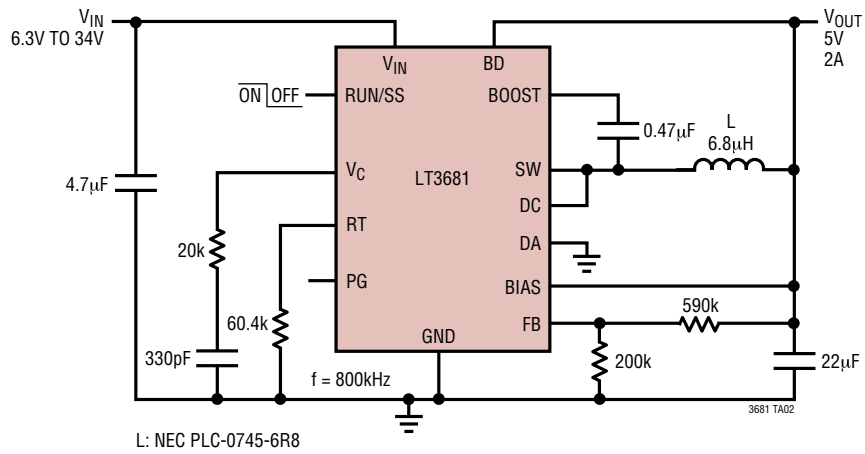 VIN
6.3V TO 34V
VOUT
5V
2A
VIN
BD
ON OFF
RUN/SS
BOOST
0.47µF
L
6.8µH
4.7µF
VC
LT3681
SW
RT
DC
20k
DA
PG
BIAS
590k
60.4k
FB
GND
330pF
f = 800kHz
200k
22µF
3681 TA02
L: NEC PLC-0745-6R8